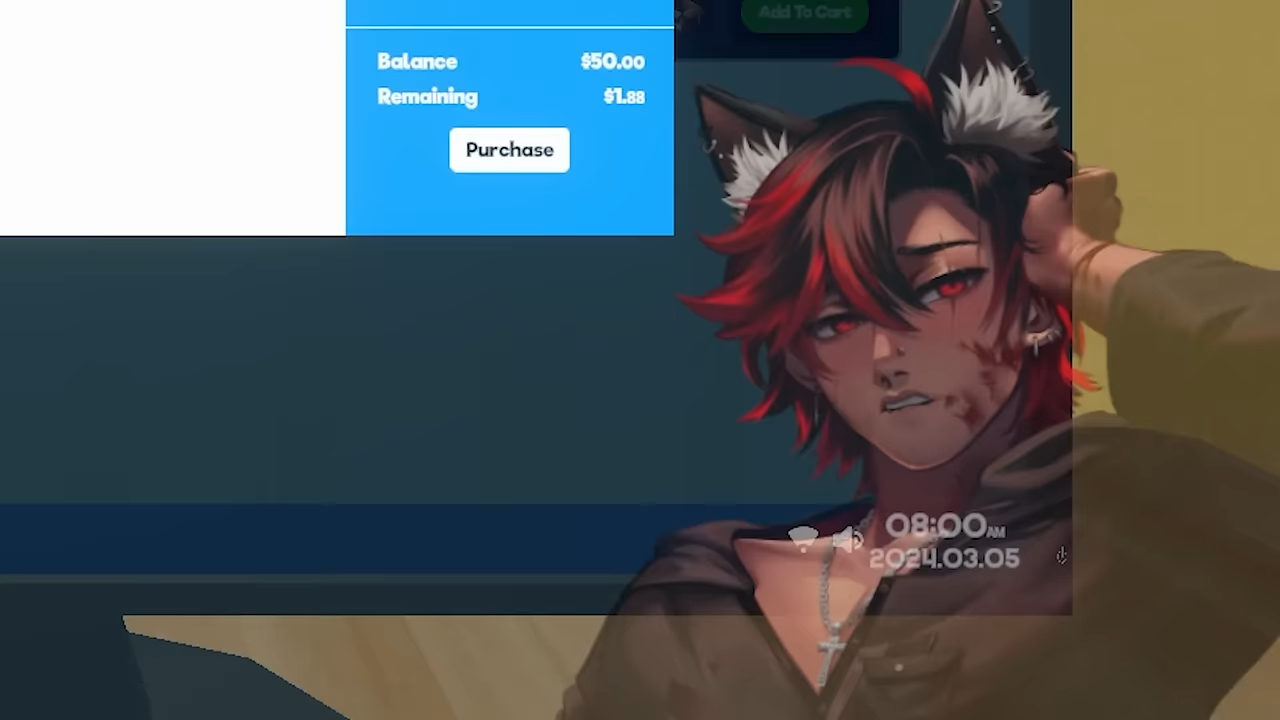 Add To Cart
Balance $50.00
Remaining $1.88
Purchase
08:00AM
2024.03.05